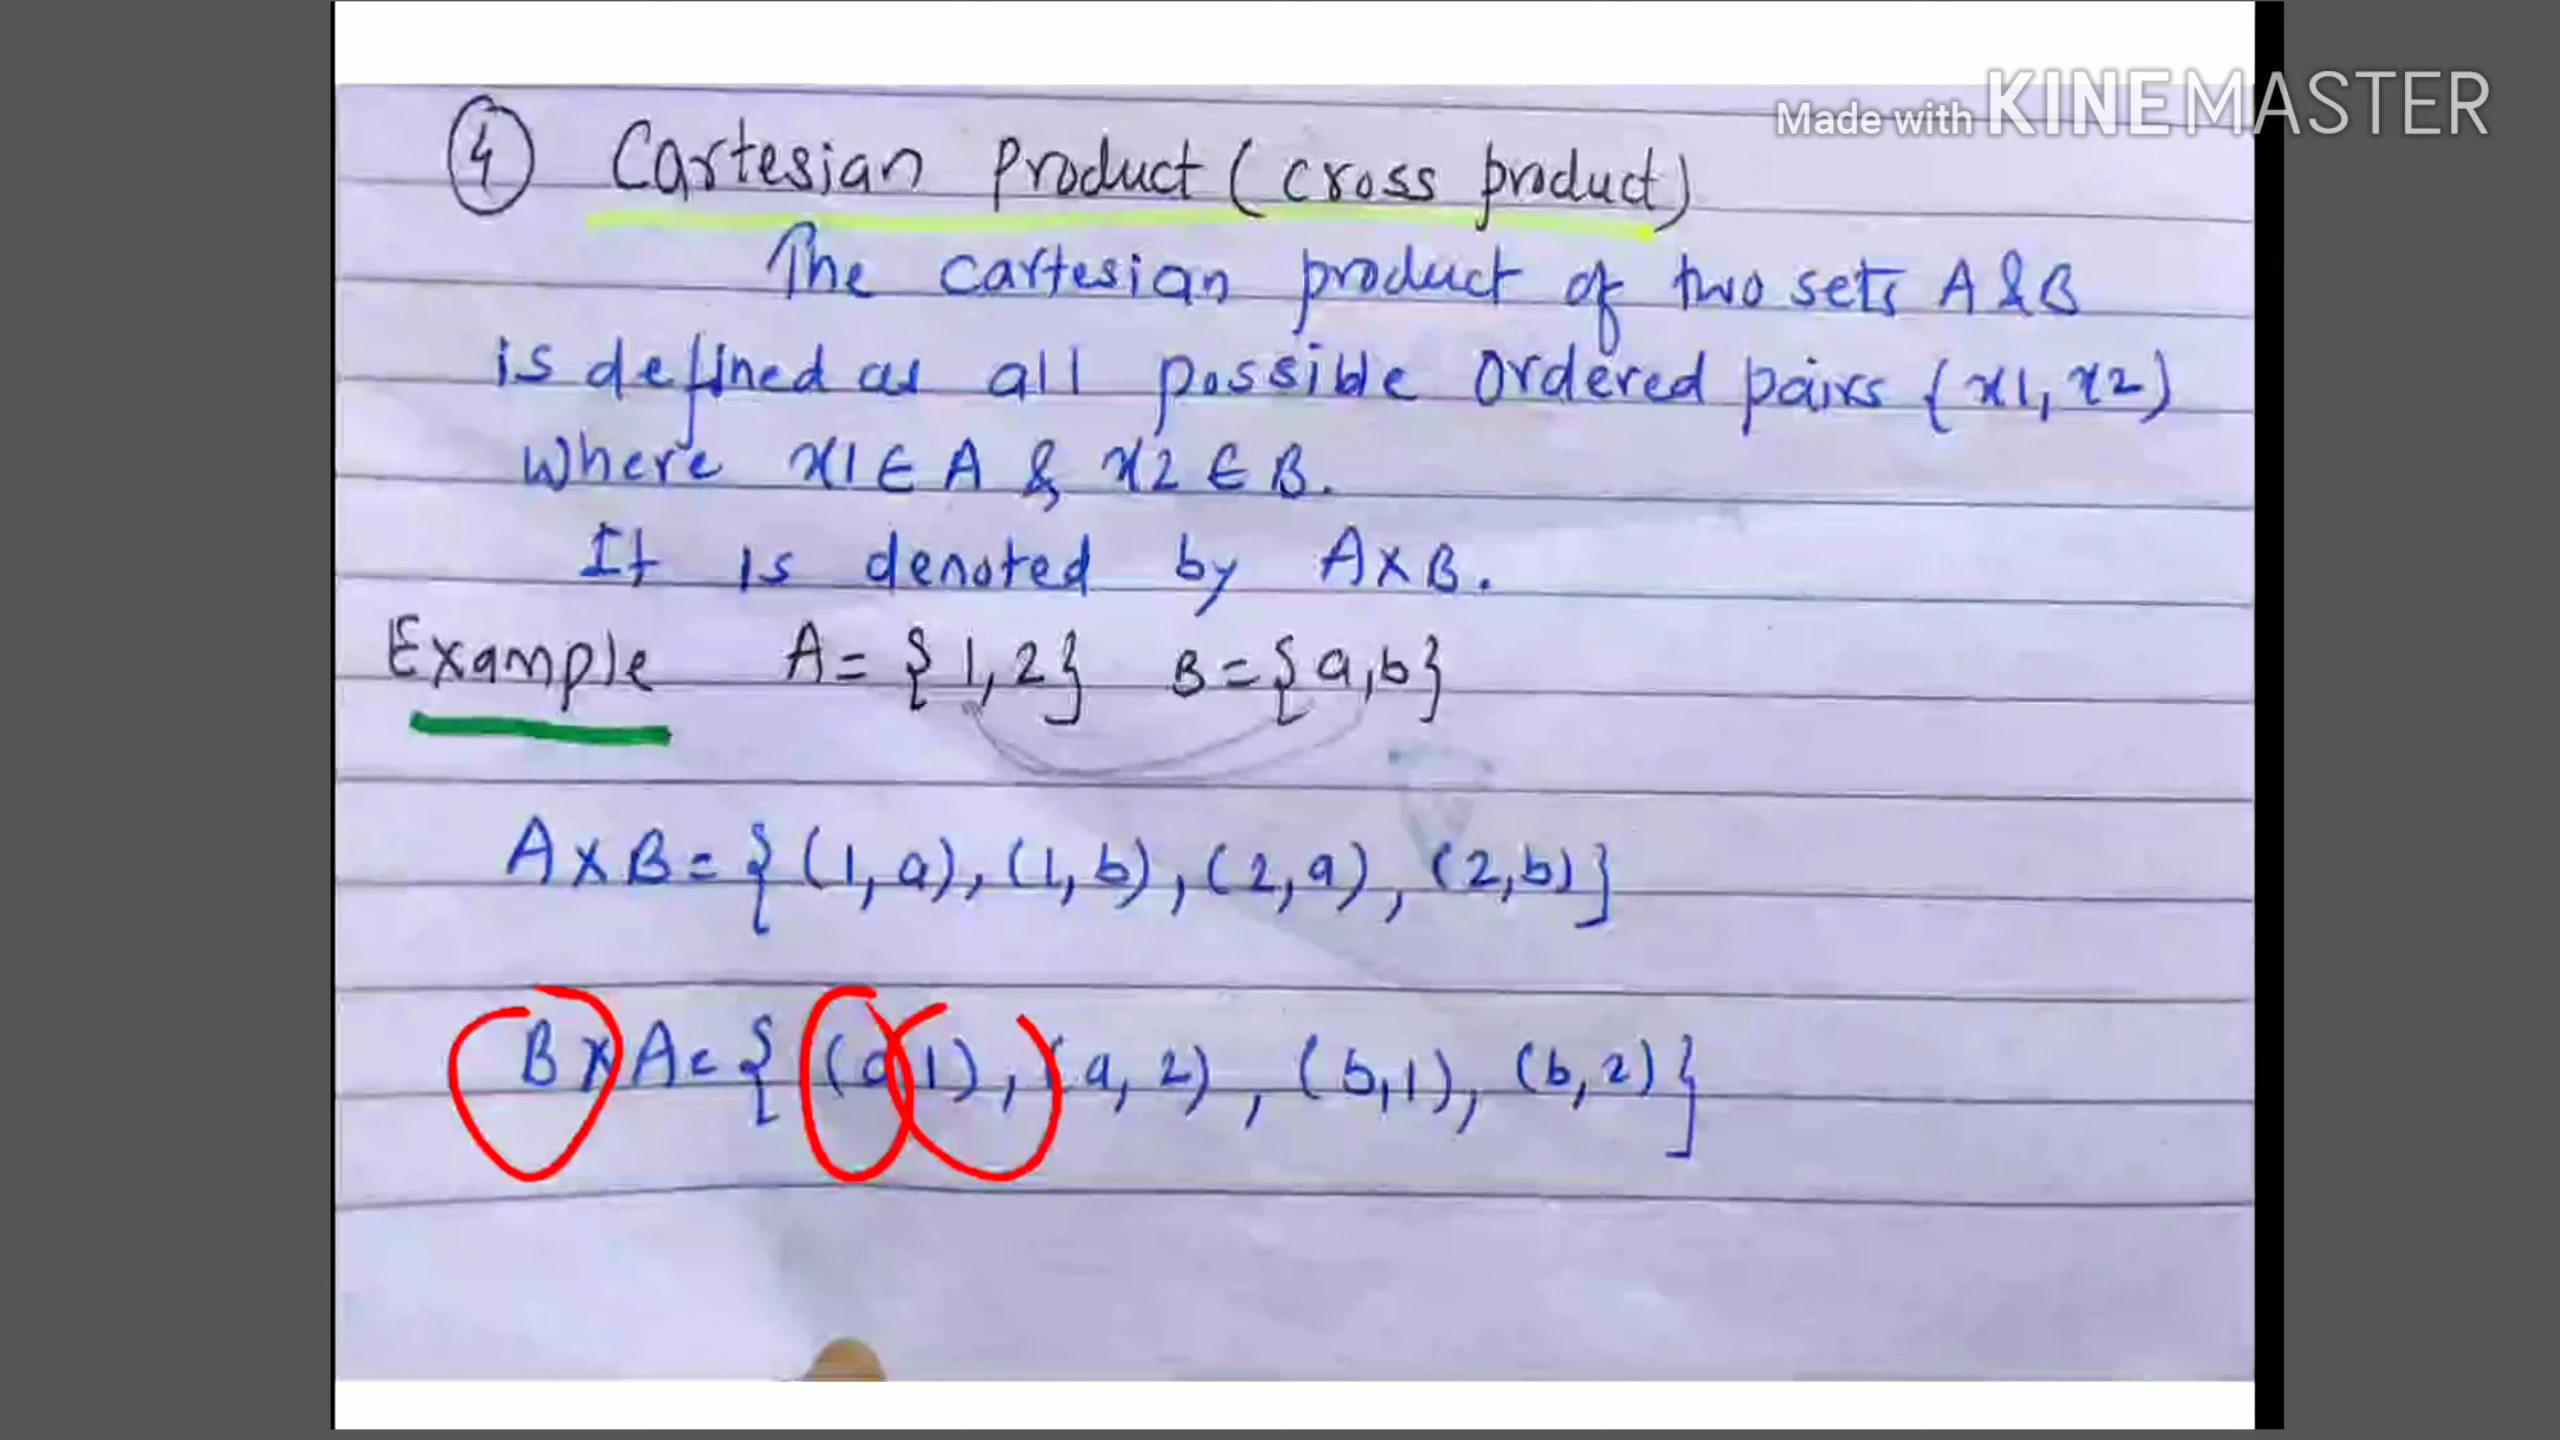 Made with KINEMASTER
④ Cartesian Product (cross product)
The cartesian product of two sets A & B
is defined as all possible ordered pairs (x1, x2)
where x1 ∈ A & x2 ∈ B.
It is denoted by A×B.
Example A = {1,2} B = {a,b}
A×B = {(1,a), (1,b), (2,a), (2,b)}
B×A = { (a,1), (a,2), (b,1), (b,2)}